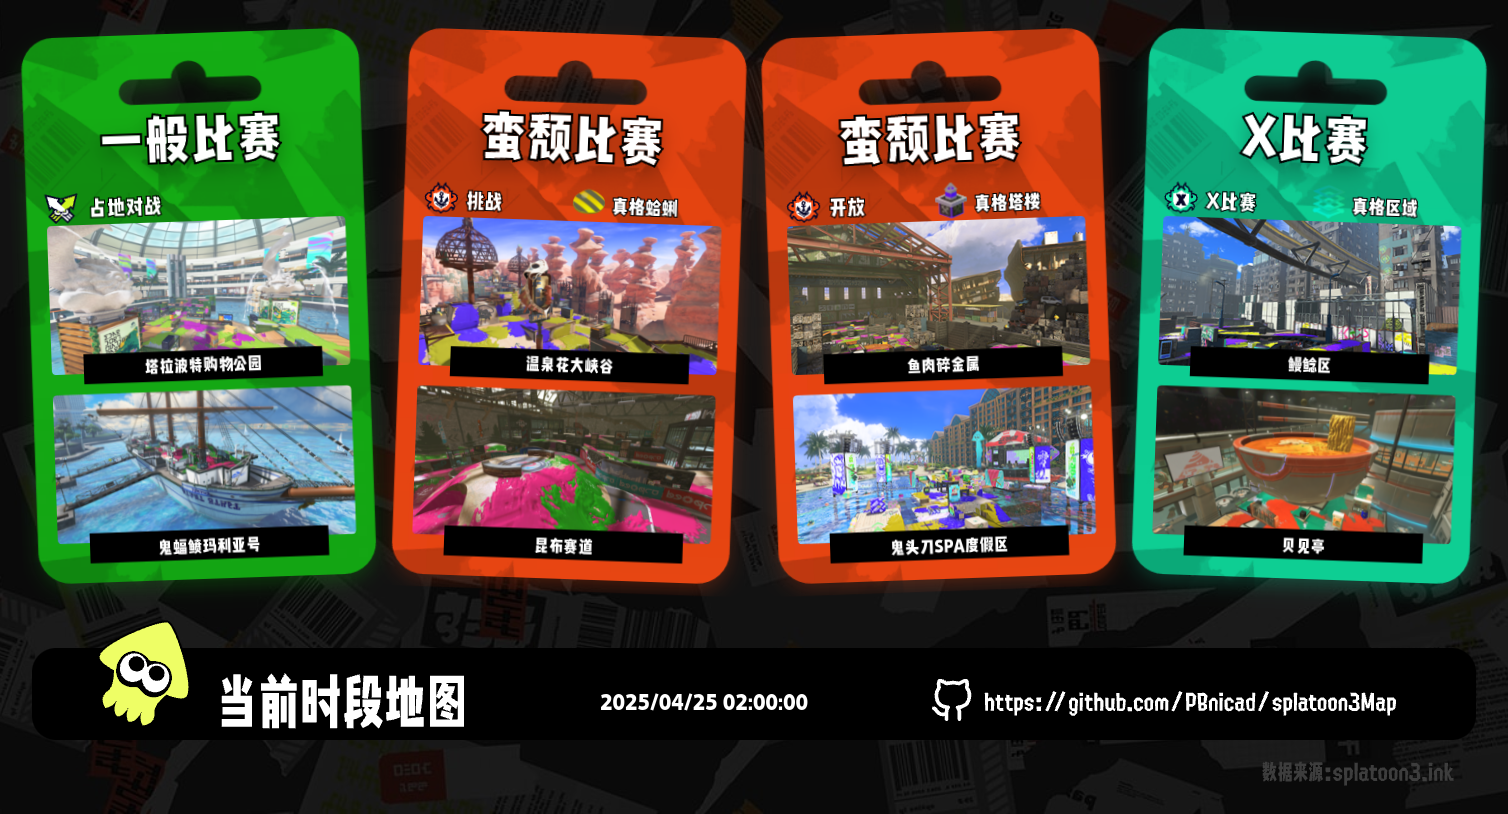 一般比赛
占地对战
塔拉波特购物公园
鬼蝠鲼玛利亚号
蛮颓比赛
挑战
真格蛤蜊
温泉花大峡谷
昆布赛道
蛮颓比赛
开放
真格塔楼
鱼肉碎金属
鬼头刀SPA度假区
X比赛
X比赛
真格区域
鳗鲶区
贝见亭
当前时段地图
2025/04/25 02:00:00
https://github.com/PBnicad/splatoon3Map
数据来源:splatoon3.ink